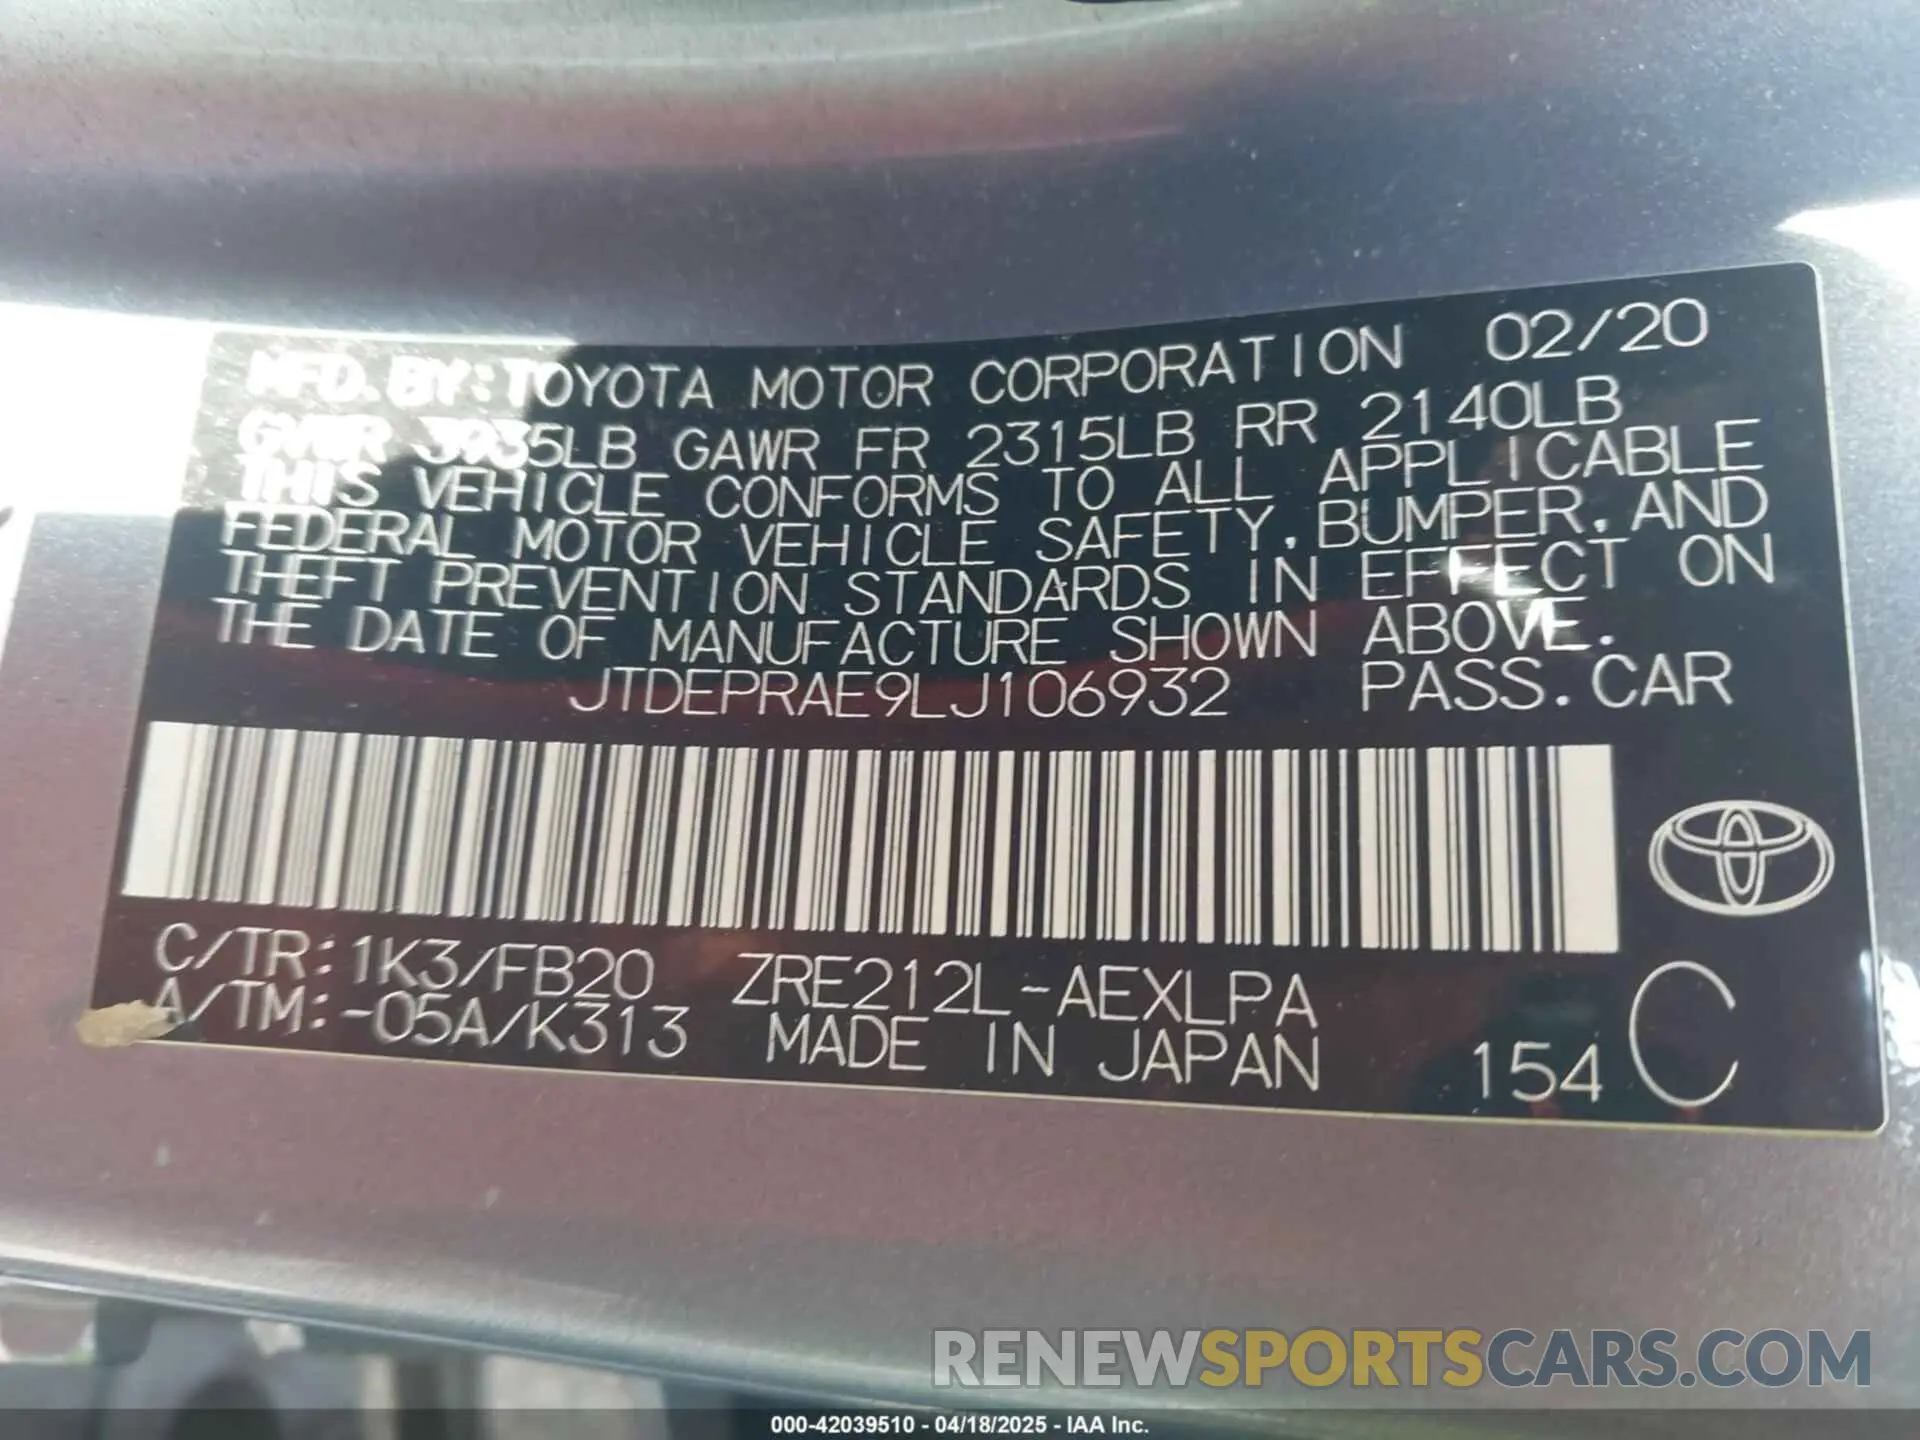 MFD. BY: TOYOTA MOTOR CORPORATION 02/20
GVWR 3935LB GAWR FR 2315LB RR 2140LB
THIS VEHICLE CONFORMS TO ALL APPLICABLE
FEDERAL MOTOR VEHICLE SAFETY, BUMPER, AND
THEFT PREVENTION STANDARDS IN EFFECT ON
THE DATE OF MANUFACTURE SHOWN ABOVE.
JTDEPRAE9LJ106932 PASS. CAR
C/TR: 1K3/FB20 ZRE212L-AEXLPA
A/TM: -05A/K313 MADE IN JAPAN 154 C
RENEWSPORTSCARS.COM
000-42039510 - 04/18/2025 - IAA Inc.